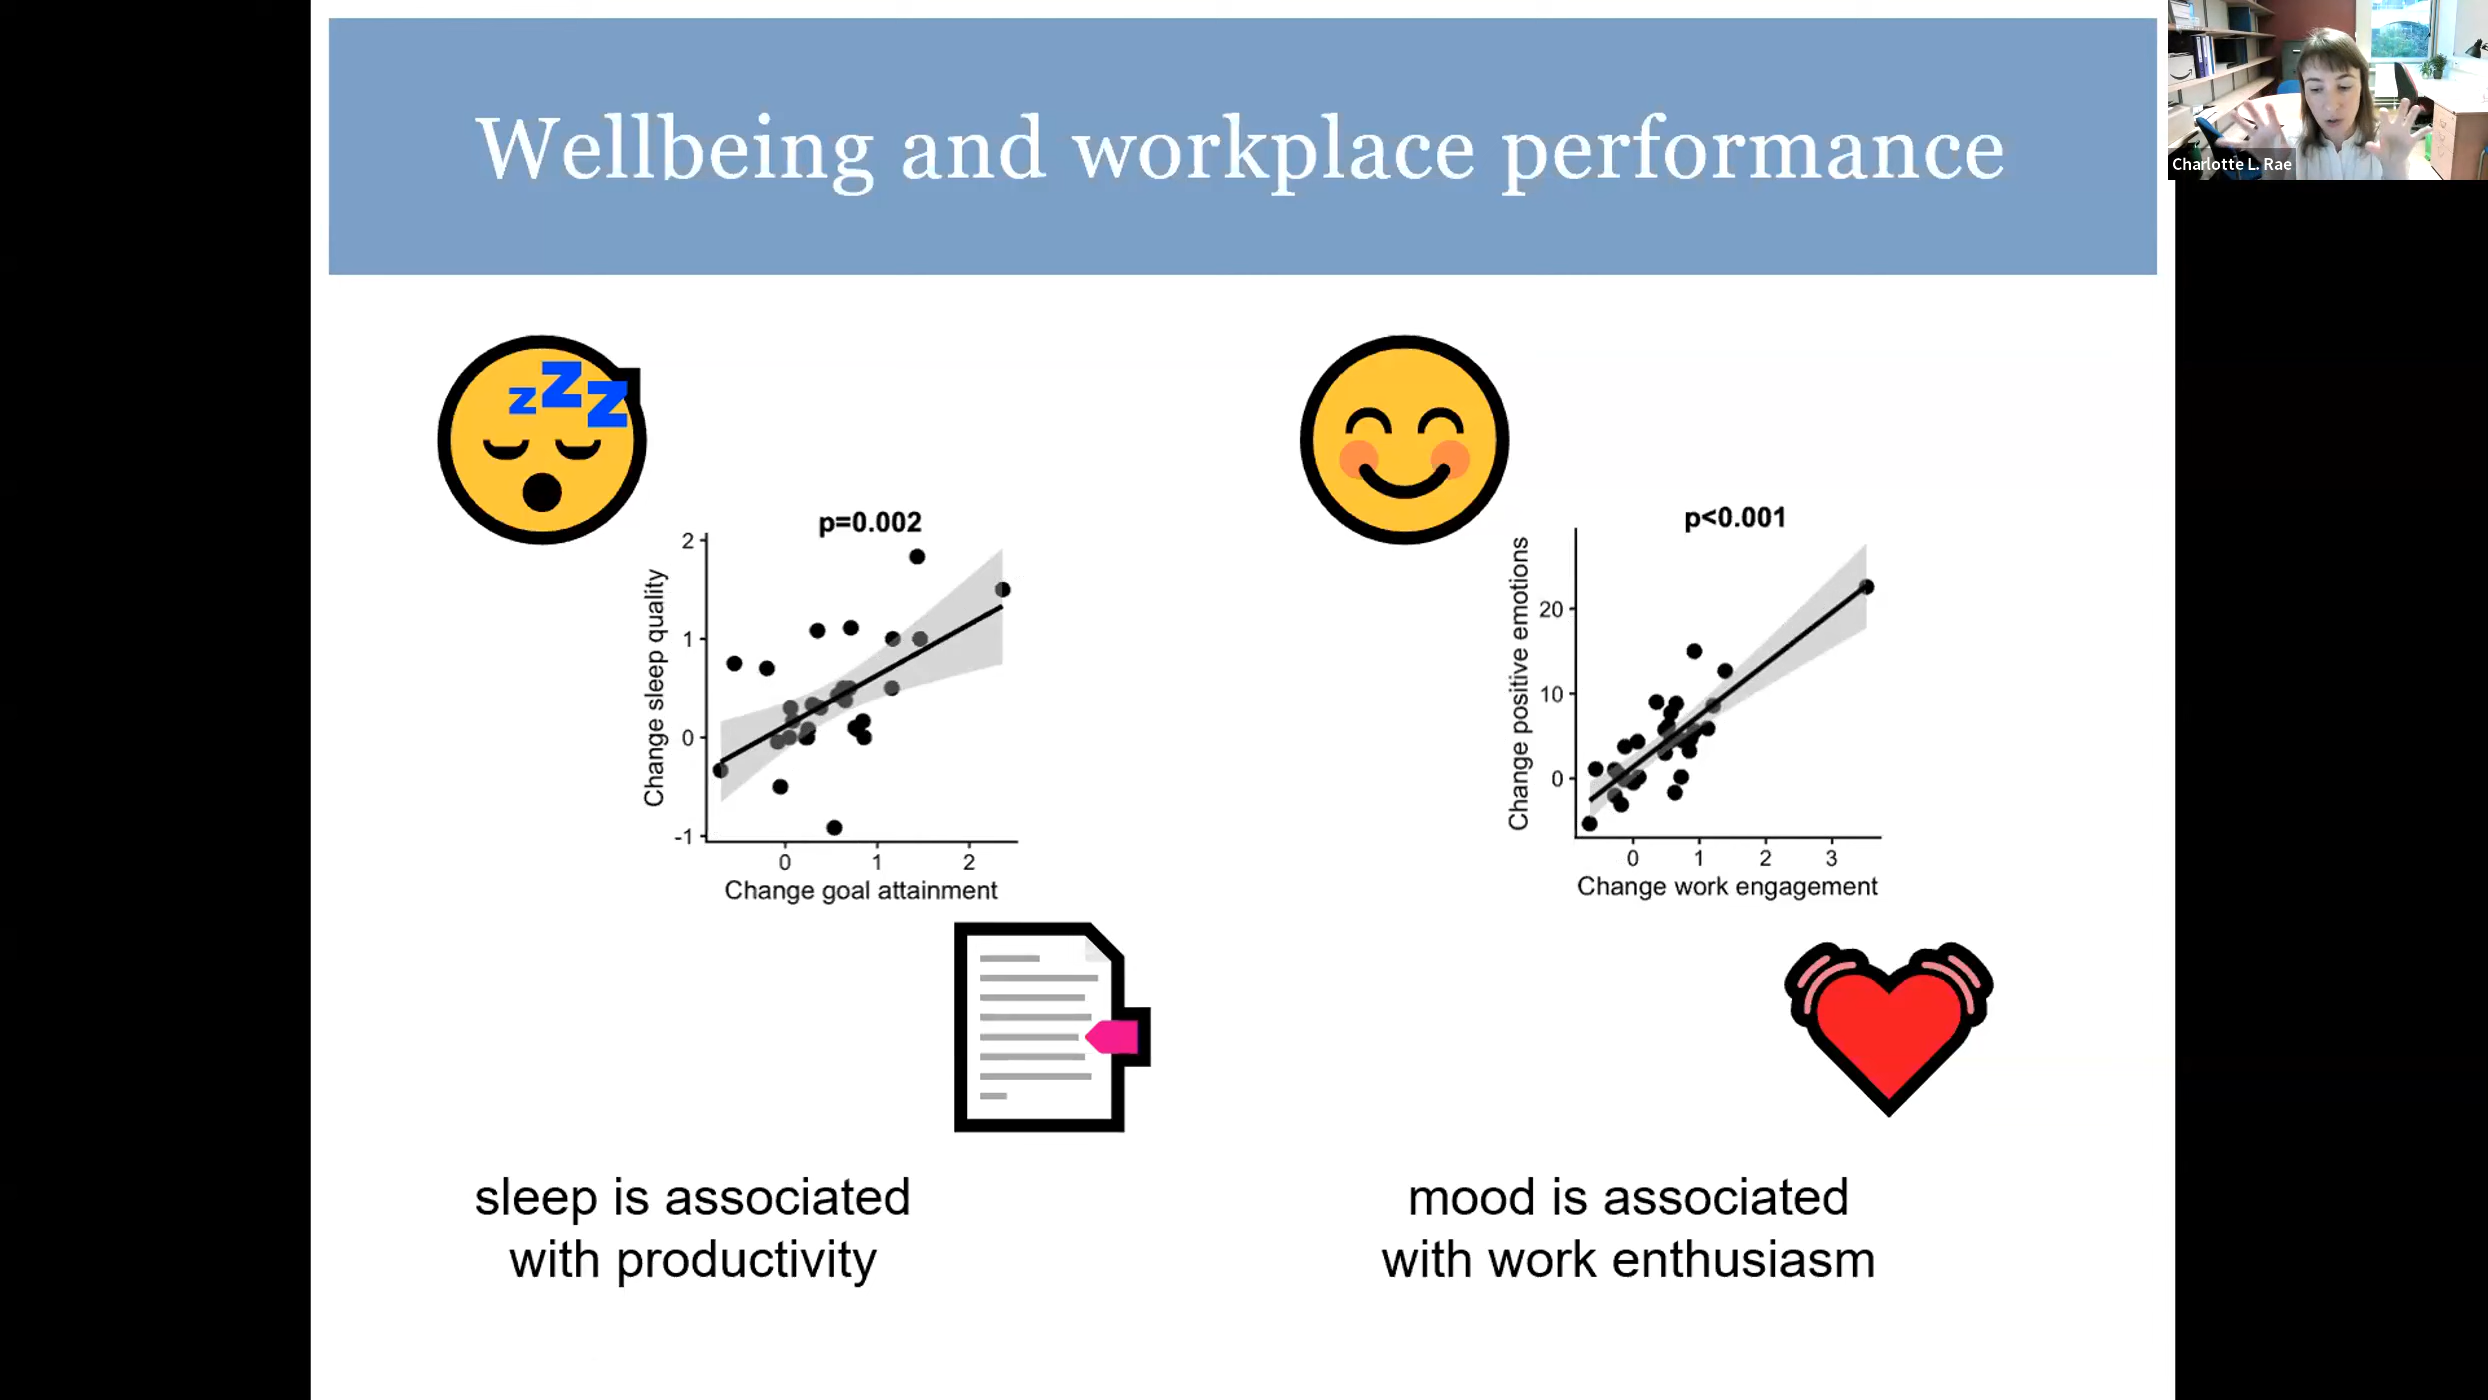 Wellbeing and workplace performance
Charlotte L. Rae
z z z
p=0.002
Change sleep quality
2
1
0
-1
0 1 2
Change goal attainment
p<0.001
Change positive emotions
20
10
0
0 1 2 3
Change work engagement
sleep is associated
with productivity
mood is associated
with work enthusiasm